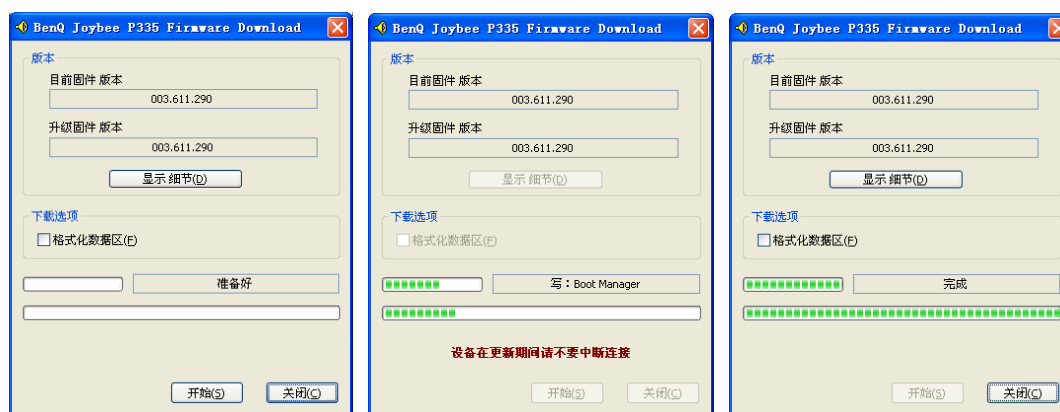 BenQ Joybee P335 Firmware Download
版本
目前固件 版本
003.611.290
升级固件 版本
003.611.290
显示 细节(D)
下载选项
格式化数据区(F)
准备好
开始(S) 关闭(C)
BenQ Joybee P335 Firmware Download
版本
目前固件 版本
003.611.290
升级固件 版本
003.611.290
显示 细节(D)
下载选项
格式化数据区(F)
写：Boot Manager
设备在更新期间请不要中断连接
开始(S) 关闭(C)
BenQ Joybee P335 Firmware Download
版本
目前固件 版本
003.611.290
升级固件 版本
003.611.290
显示 细节(D)
下载选项
格式化数据区(F)
完成
开始(S) 关闭(C)